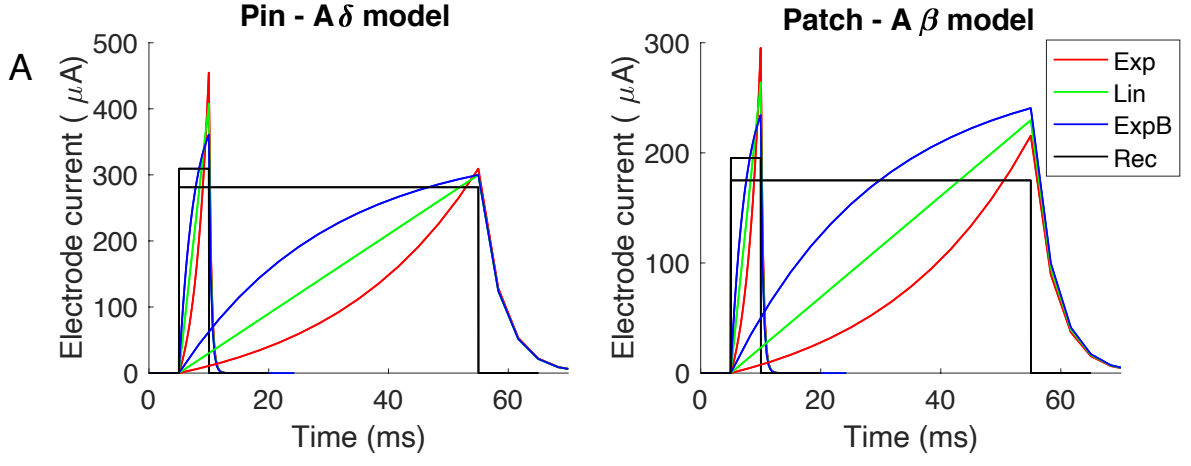 Pin - A δ model
A
Electrode current ( μA)
500
400
300
200
100
0
0
20
40
60
Time (ms)
Patch - A β model
Electrode current ( μA)
300
200
100
0
0
20
40
60
Time (ms)
Exp
Lin
ExpB
Rec